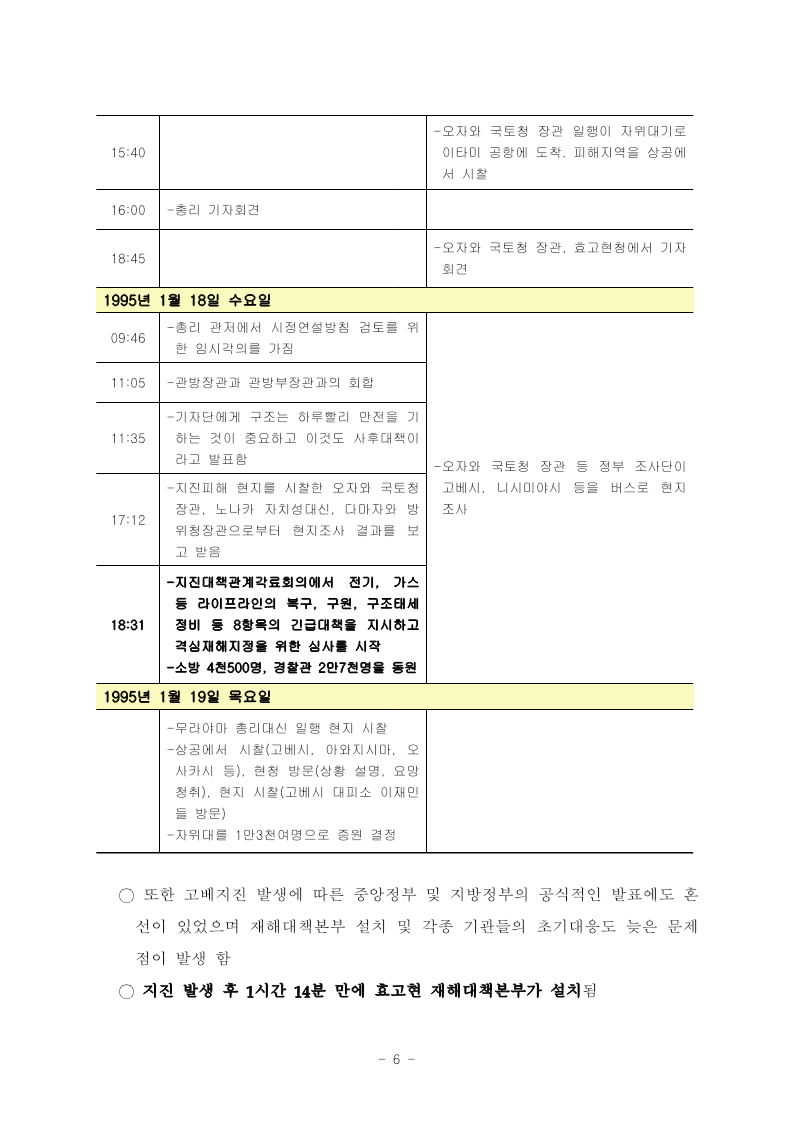 15:40
-오자와 국토청 장관 일행이 자위대기로
이타미 공항에 도착. 피해지역을 상공에
서 시찰
16:00 -총리 기자회견
18:45
-오자와 국토청 장관, 효고현청에서 기자
회견
1995년 1월 18일 수요일
09:46
-총리 관저에서 시정연설방침 검토를 위
한 임시각의를 가짐
11:05 -관방장관과 관방부장관과의 회합
11:35
-기자단에게 구조는 하루빨리 만전을 기
하는 것이 중요하고 이것도 사후대책이
라고 발표함
17:12
-지진피해 현지를 시찰한 오자와 국토청
장관, 노나카 자치성대신, 다마자와 방
위청장관으로부터 현지조사 결과를 보
고 받음
18:31
-지진대책관계각료회의에서 전기, 가스
등 라이프라인의 복구, 구원, 구조태세
정비 등 8항목의 긴급대책을 지시하고
격심재해지정을 위한 심사를 시작
-소방 4천500명, 경찰관 2만7천명을 동원
-오자와 국토청 장관 등 정부 조사단이
고베시, 니시미야시 등을 버스로 현지
조사
1995년 1월 19일 목요일
-무라야마 총리대신 일행 현지 시찰
-상공에서 시찰(고베시, 아와지시마, 오
사카시 등), 현청 방문(상황 설명, 요망
청취), 현지 시찰(고베시 대피소 이재민
들 방문)
-자위대를 1만3천여명으로 증원 결정
○ 또한 고베지진 발생에 따른 중앙정부 및 지방정부의 공식적인 발표에도 혼
선이 있었으며 재해대책본부 설치 및 각종 기관들의 초기대응도 늦은 문제
점이 발생 함
○ 지진 발생 후 1시간 14분 만에 효고현 재해대책본부가 설치됨
- 6 -